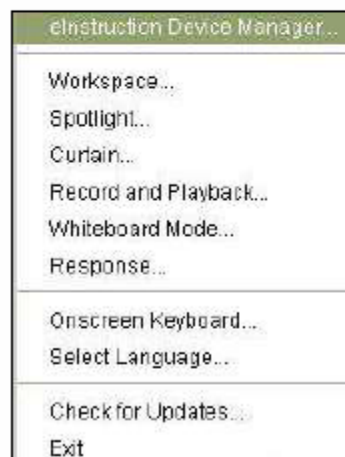 eInstruction Device Manager...
Workspace...
Spotlight...
Curtain...
Record and Playback...
Whiteboard Mode...
Response...
Onscreen Keyboard...
Select Language...
Check for Updates...
Exit